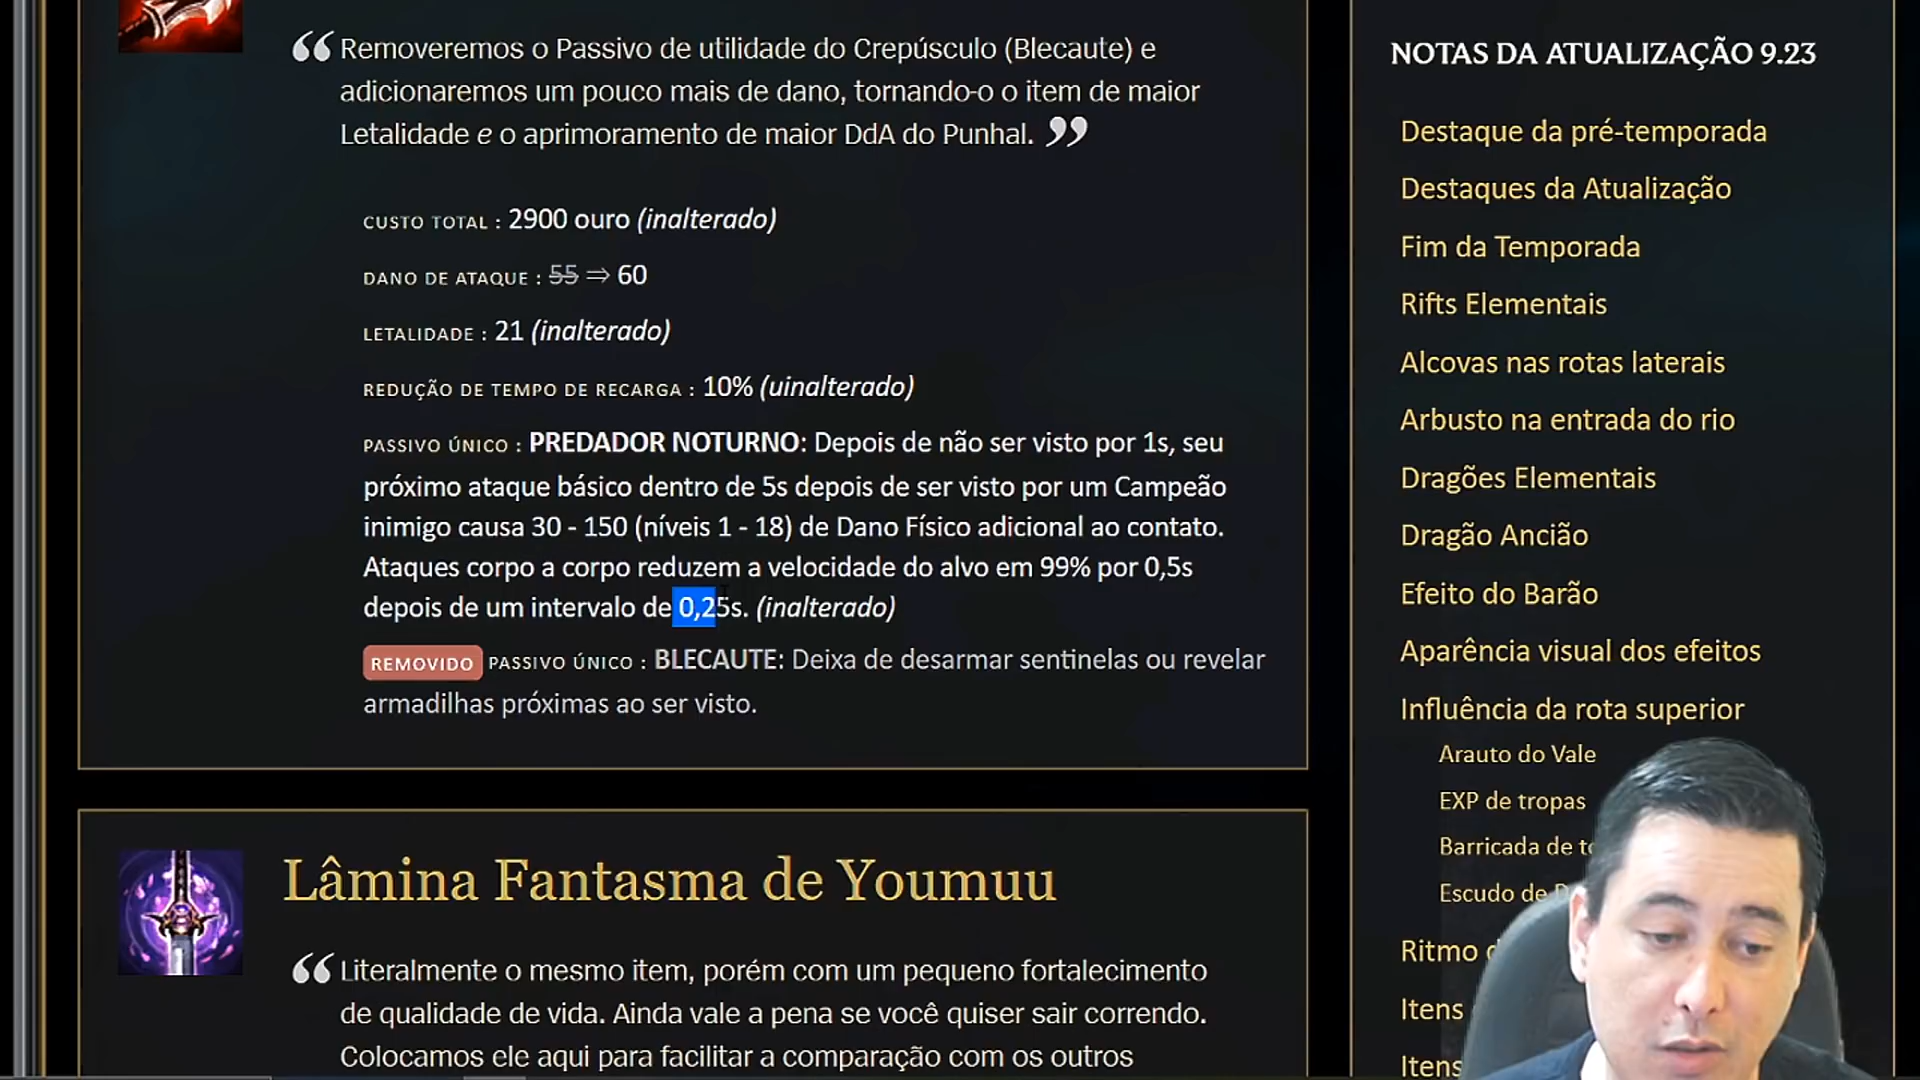 Removeremos o Passivo de utilidade do Crepúsculo (Blecaute) e
adicionaremos um pouco mais de dano, tornando-o o item de maior
Letalidade e o aprimoramento de maior DdA do Punhal.
CUSTO TOTAL : 2900 ouro (inalterado)
DANO DE ATAQUE : 55 ⇒ 60
LETALIDADE : 21 (inalterado)
REDUÇÃO DE TEMPO DE RECARGA : 10% (uinalterado)
PASSIVO ÚNICO : PREDADOR NOTURNO: Depois de não ser visto por 1s, seu
próximo ataque básico dentro de 5s depois de ser visto por um Campeão
inimigo causa 30 - 150 (níveis 1 - 18) de Dano Físico adicional ao contato.
Ataques corpo a corpo reduzem a velocidade do alvo em 99% por 0,5s
depois de um intervalo de 0,25s. (inalterado)
REMOVIDO PASSIVO ÚNICO : BLECAUTE: Deixa de desarmar sentinelas ou revelar
armadilhas próximas ao ser visto.
Lâmina Fantasma de Youmuu
Literalmente o mesmo item, porém com um pequeno fortalecimento
de qualidade de vida. Ainda vale a pena se você quiser sair correndo.
Colocamos ele aqui para facilitar a comparação com os outros
NOTAS DA ATUALIZAÇÃO 9.23
Destaque da pré-temporada
Destaques da Atualização
Fim da Temporada
Rifts Elementais
Alcovas nas rotas laterais
Arbusto na entrada do rio
Dragões Elementais
Dragão Ancião
Efeito do Barão
Aparência visual dos efeitos
Influência da rota superior
Arauto do Vale
EXP de tropas
Barricada de
Escudo de
Ritmo
Itens
Itens